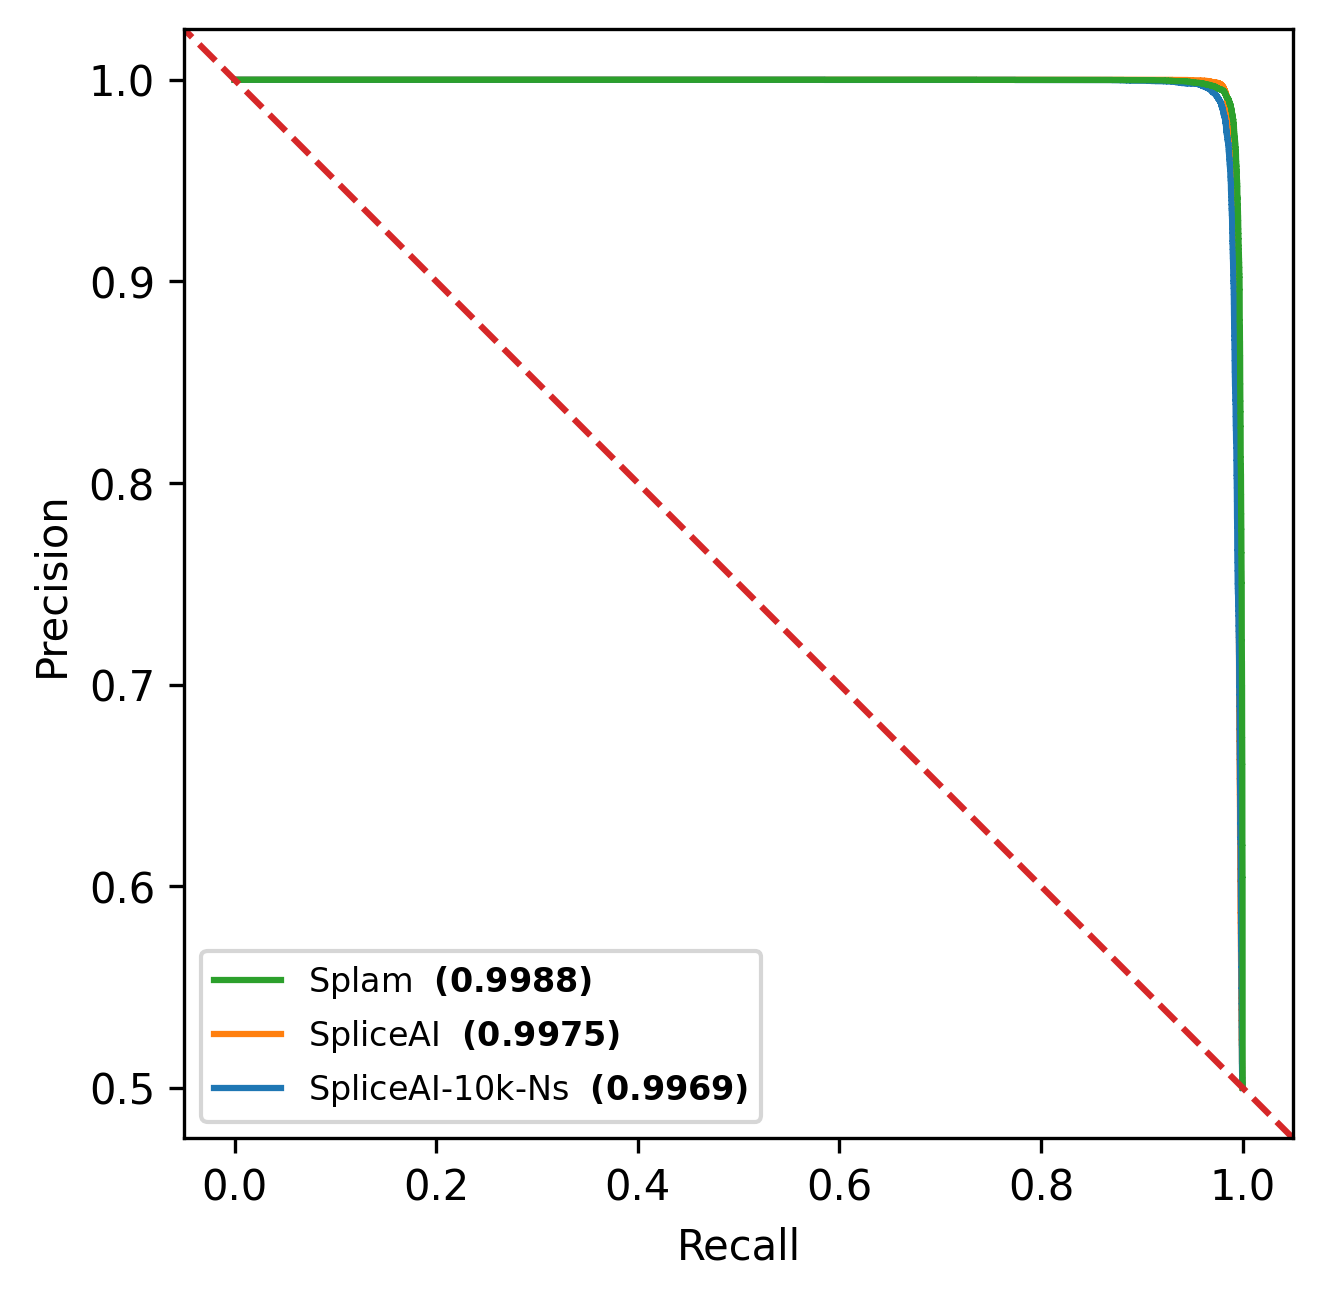 1.0
0.9
0.8
0.7
0.6
0.5
Precision
Splam (0.9988)
SpliceAI (0.9975)
SpliceAI-10k-Ns (0.9969)
0.0 0.2 0.4 0.6 0.8 1.0
Recall